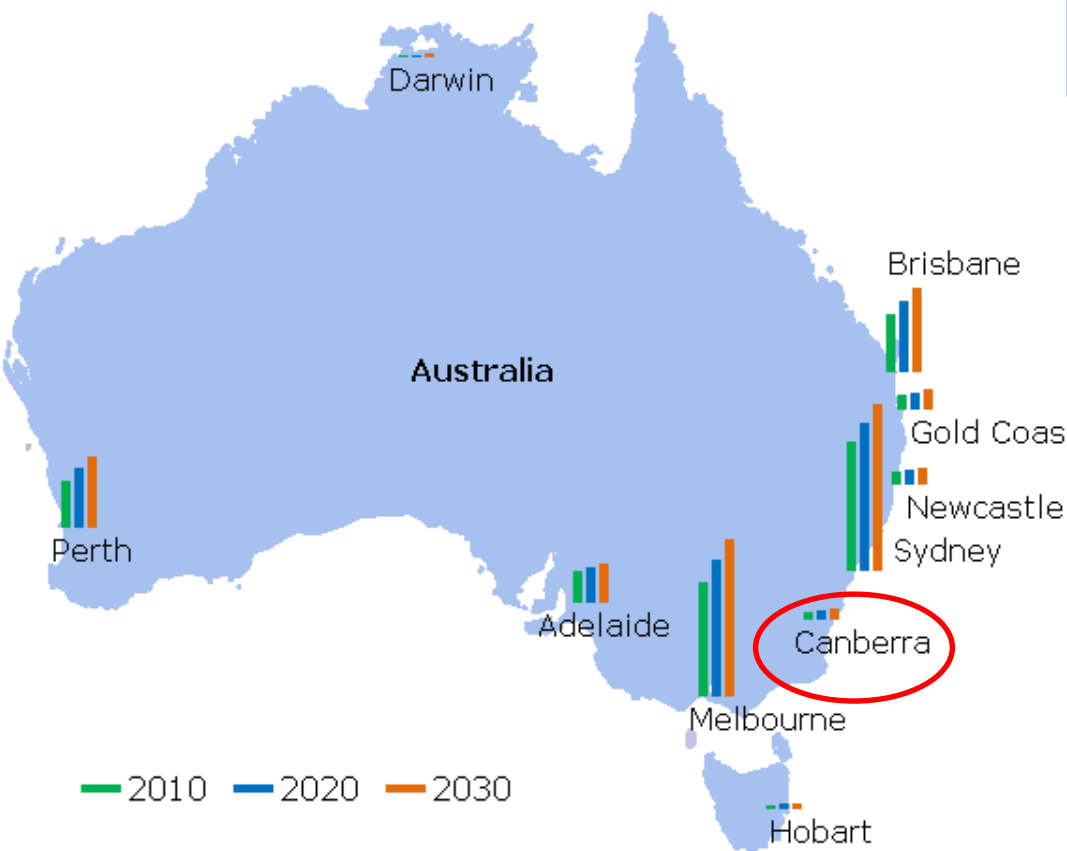 Darwin
Brisbane
Australia
Gold Coas
Newcastle
Perth
Sydney
Adelaide
Canberra
Melbourne
2010 2020 2030
Hobart